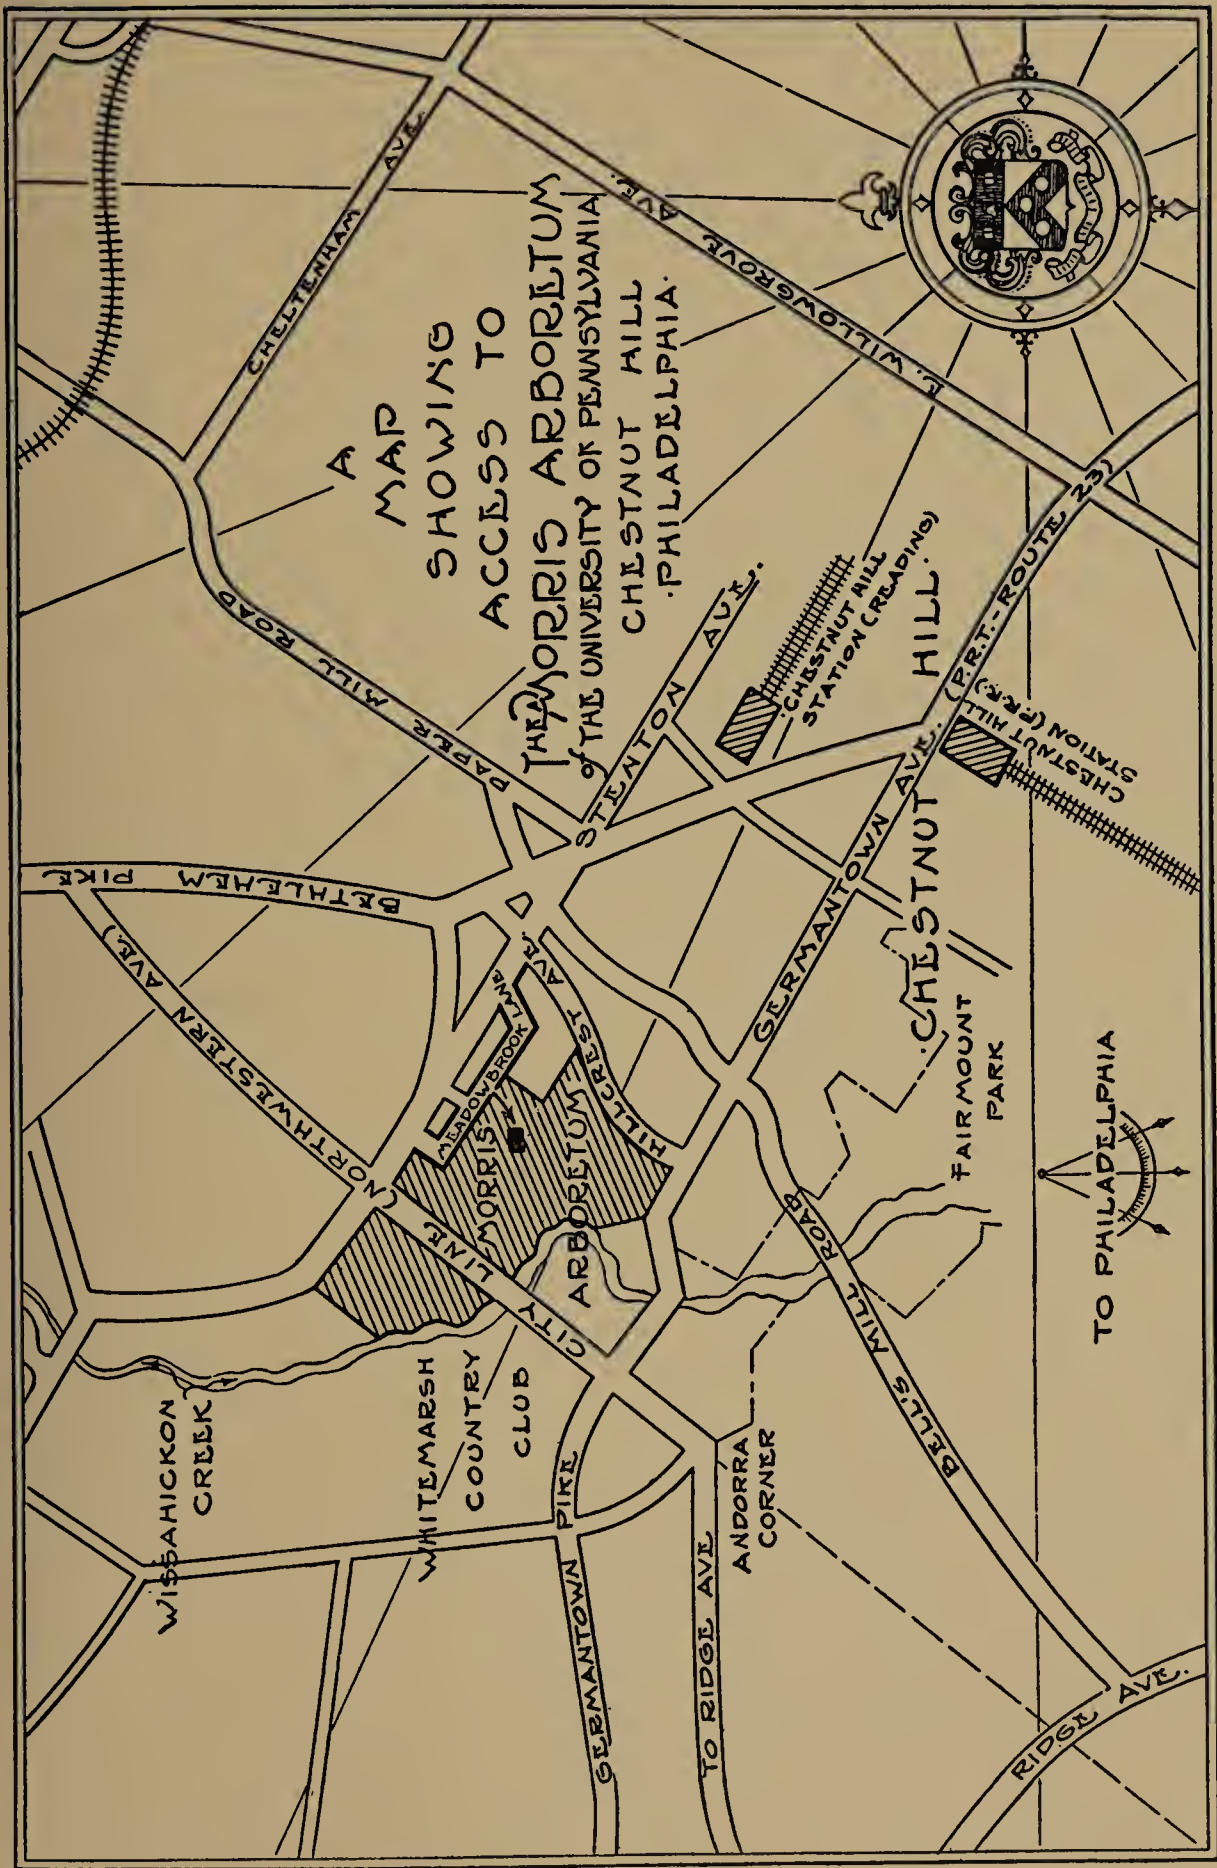 A
MAP
SHOWING
ACCESS TO
THE MORRIS ARBORETUM
of THE UNIVERSITY OF PENNSYLVANIA
CHESTNUT HILL
·PHILADELPHIA·
WISSAHICKON
CREEK
WHITEMARSH
COUNTRY
CLUB
GERMANTOWN PIKE
TO RIDGE AVE
ANDORRA
CORNER
RIDGE AVE.
BELL'S MILL ROAD
TO PHILADELPHIA
FAIRMOUNT
PARK
CITY LINE
(NORTHWESTERN AVE.)
MORRIS
ARBORETUM
MEADOWBROOK LANE
HILLCREST AVE.
BETHLEHEM PIKE
PAPER MILL ROAD
CHELTENHAM AVE.
E. WILLOWGROVE AVE.
STENTON AVE.
GERMANTOWN AVE. (P.R.T.-ROUTE 23)
·CHESTNUT HILL·
CHESTNUT HILL
STATION (READING)
CHESTNUT HILL
STATION (P.R.R.)